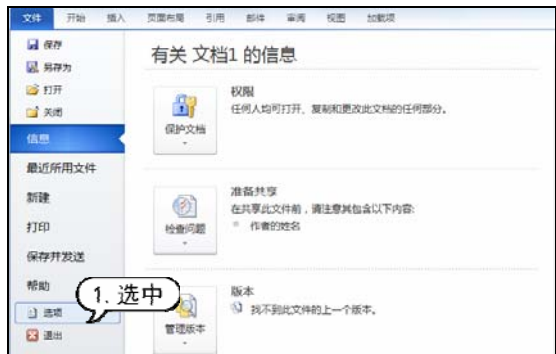 文件 开始 插入 页面布局 引用 邮件 审阅 视图 加载项
保存
另存为
打开
关闭
信息
最近所用文件
新建
打印
保存并发送
帮助
选项
退出
有关 文档1 的信息
保护文档
权限
任何人均可打开、复制和更改此文档的任何部分。
检查问题
准备共享
在共享此文件前，请注意其包含以下内容:
作者的姓名
管理版本
版本
找不到此文件的上一个版本。
1. 选中